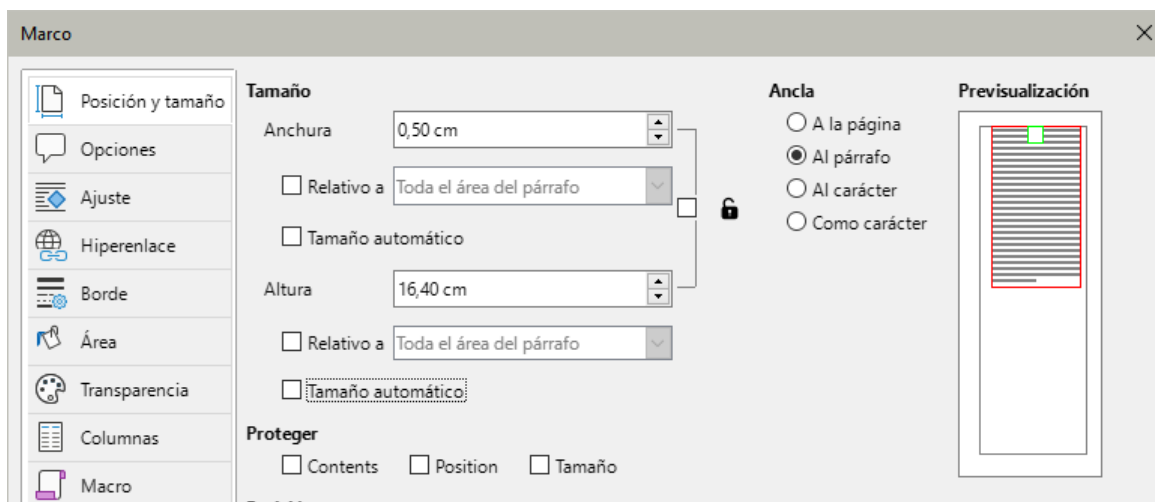 Marco
Posición y tamaño
Opciones
Ajuste
Hiperenlace
Borde
Área
Transparencia
Columnas
Macro
Tamaño
Anchura 0,50 cm
Relativo a Toda el área del párrafo
Tamaño automático
Altura 16,40 cm
Relativo a Toda el área del párrafo
Tamaño automático
Proteger
Contents Position Tamaño
Ancla
A la página
Al párrafo
Al carácter
Como carácter
Previsualización